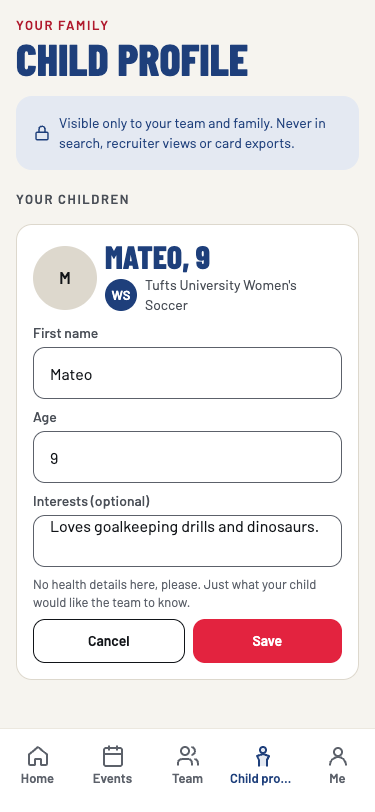 YOUR FAMILY
CHILD PROFILE
Visible only to your team and family. Never in
search, recruiter views or card exports.
YOUR CHILDREN
M
MATEO, 9
WS
Tufts University Women's
Soccer
First name
Mateo
Age
9
Interests (optional)
Loves goalkeeping drills and dinosaurs.
No health details here, please. Just what your child
would like the team to know.
Cancel
Save
Home
Events
Team
Child pro...
Me